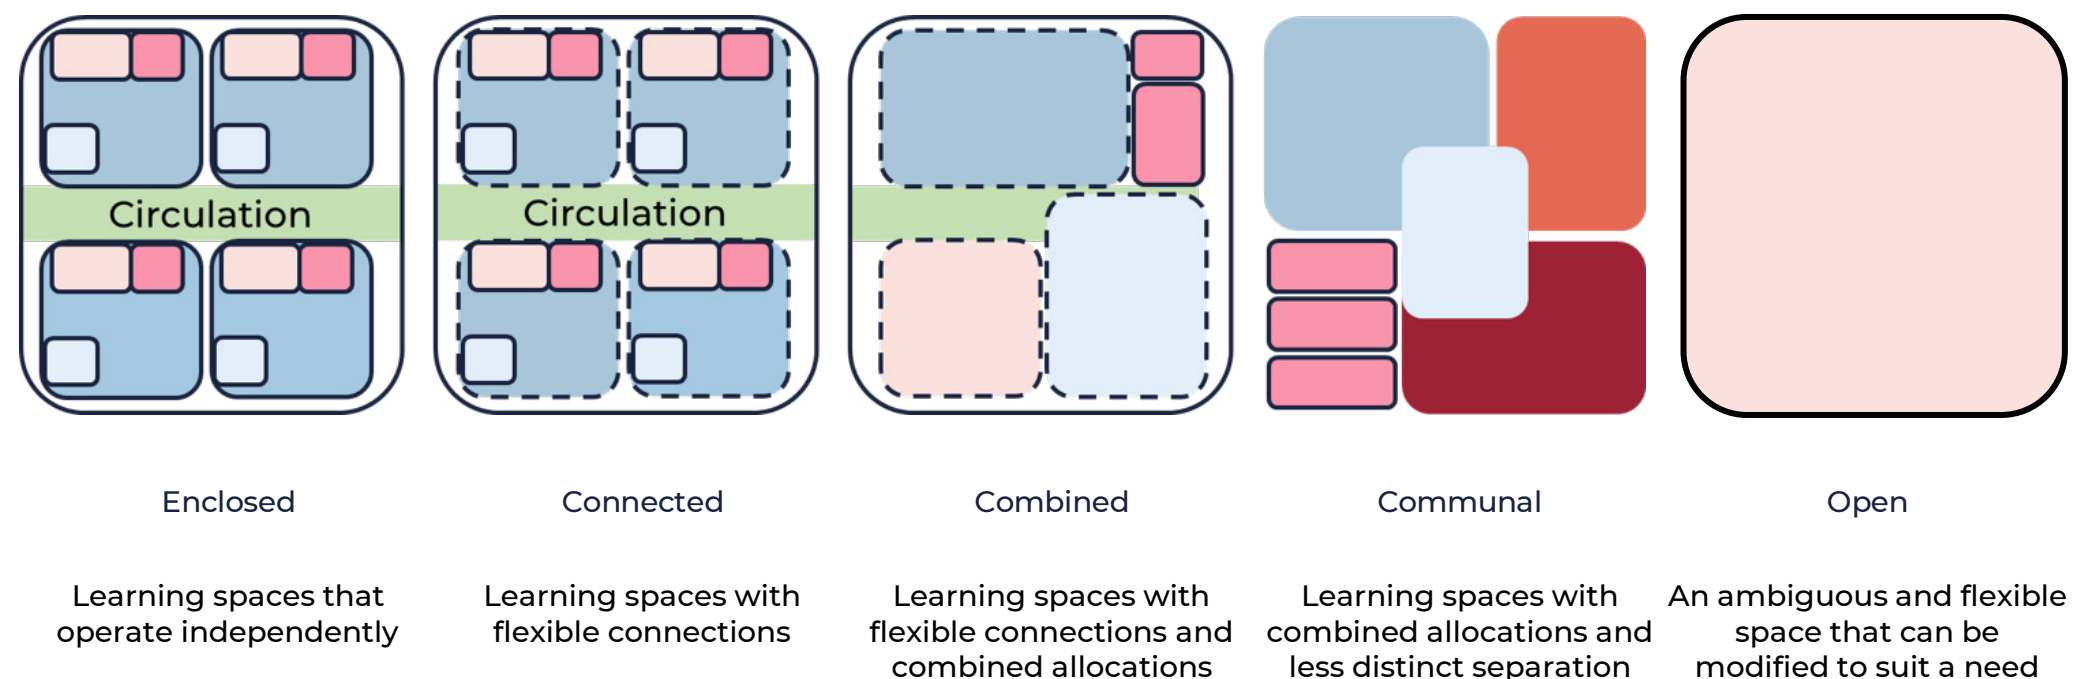 Circulation
Circulation
Enclosed
Connected
Combined
Communal
Open
Learning spaces that
operate independently
Learning spaces with
flexible connections
Learning spaces with
flexible connections and
combined allocations
Learning spaces with
combined allocations and
less distinct separation
An ambiguous and flexible
space that can be
modified to suit a need